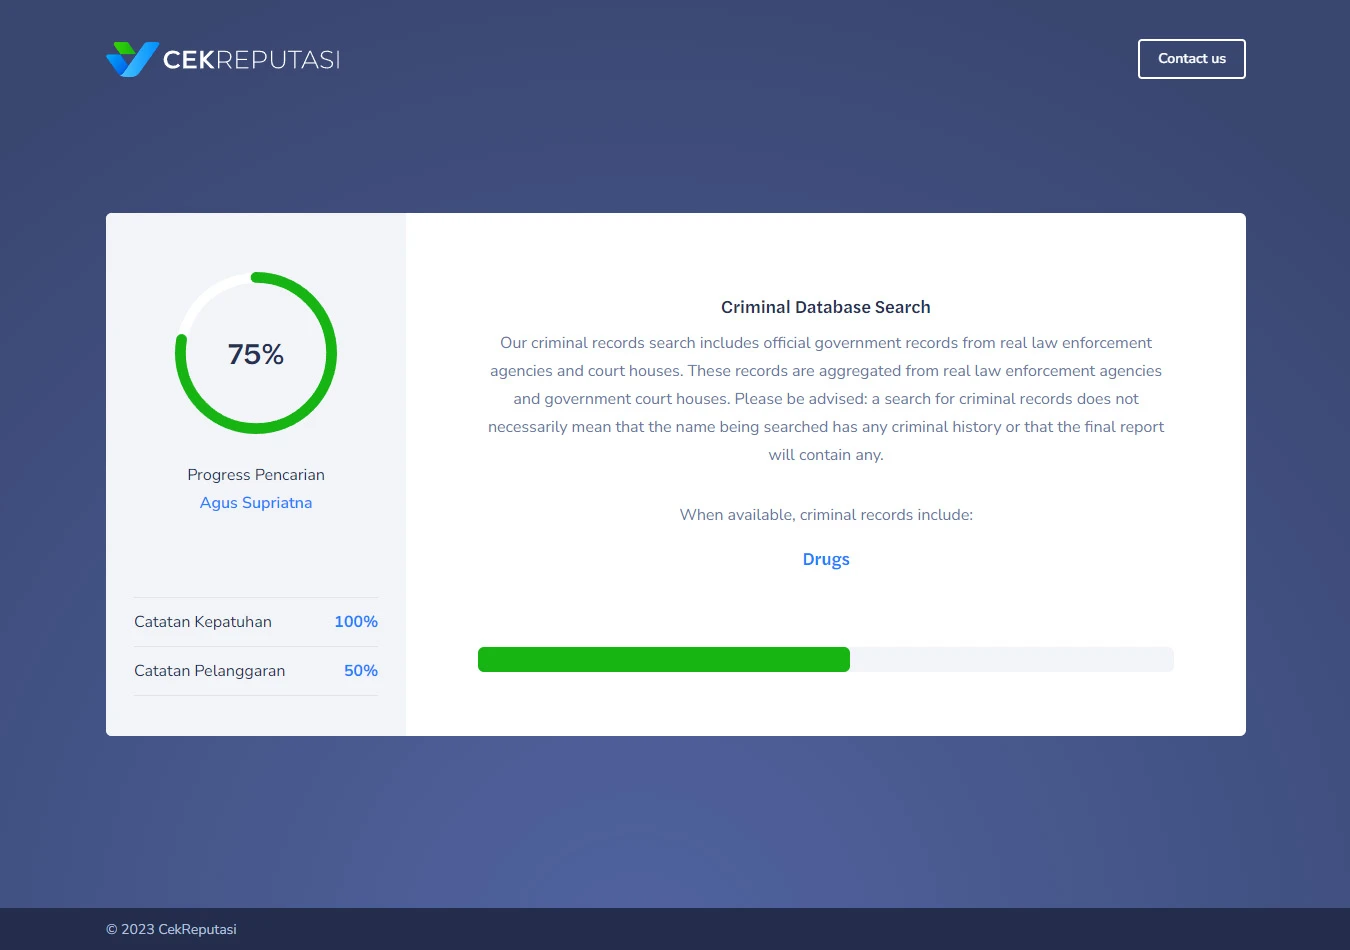 CEKREPUTASI
Contact us
75%
Progress Pencarian
Agus Supriatna
Catatan Kepatuhan 100%
Catatan Pelanggaran 50%
Criminal Database Search
Our criminal records search includes official government records from real law enforcement
agencies and court houses. These records are aggregated from real law enforcement agencies
and government court houses. Please be advised: a search for criminal records does not
necessarily mean that the name being searched has any criminal history or that the final report
will contain any.
When available, criminal records include:
Drugs
© 2023 CekReputasi